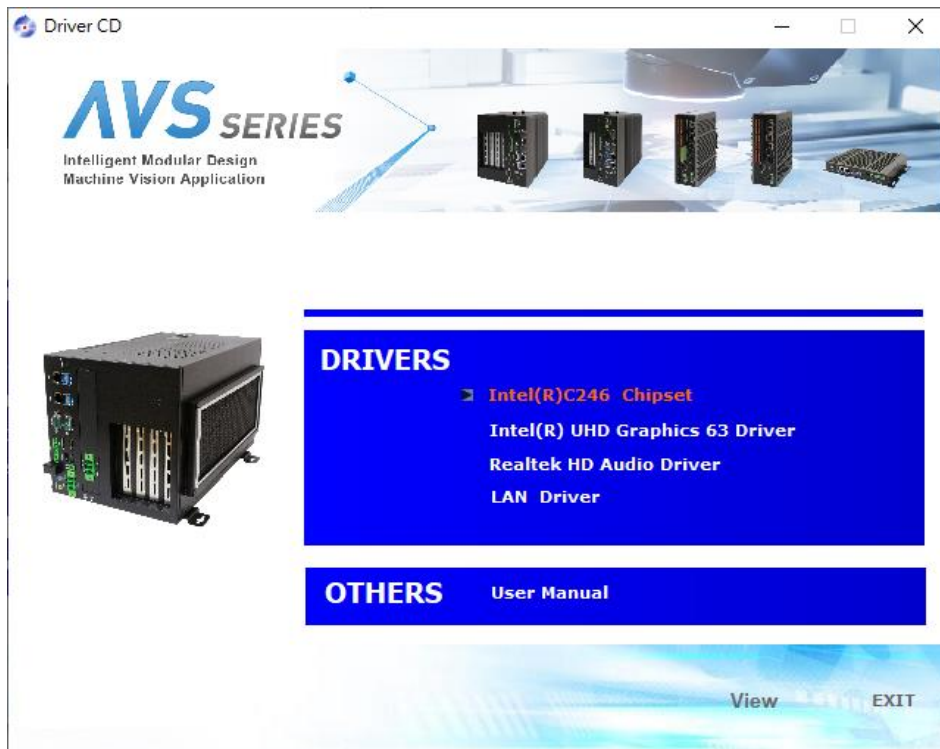 Driver CD
AVS SERIES
Intelligent Modular Design
Machine Vision Application
DRIVERS
Intel(R)C246 Chipset
Intel(R) UHD Graphics 63 Driver
Realtek HD Audio Driver
LAN Driver
OTHERS
User Manual
View
EXIT